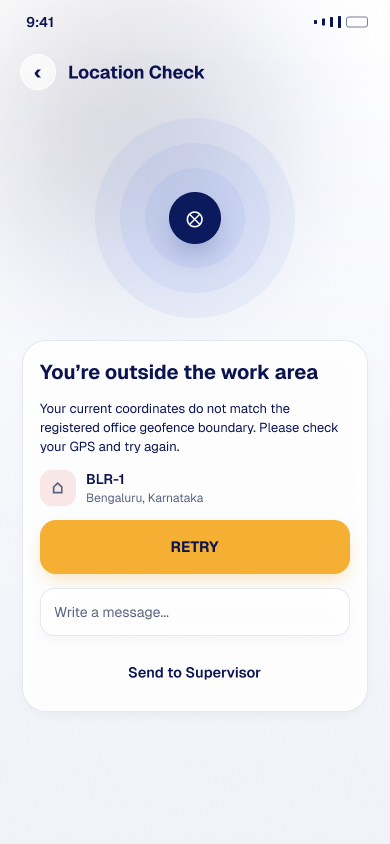 9:41
Location Check
You’re outside the work area
Your current coordinates do not match the
registered office geofence boundary. Please check
your GPS and try again.
BLR-1
Bengaluru, Karnataka
RETRY
Write a message...
Send to Supervisor